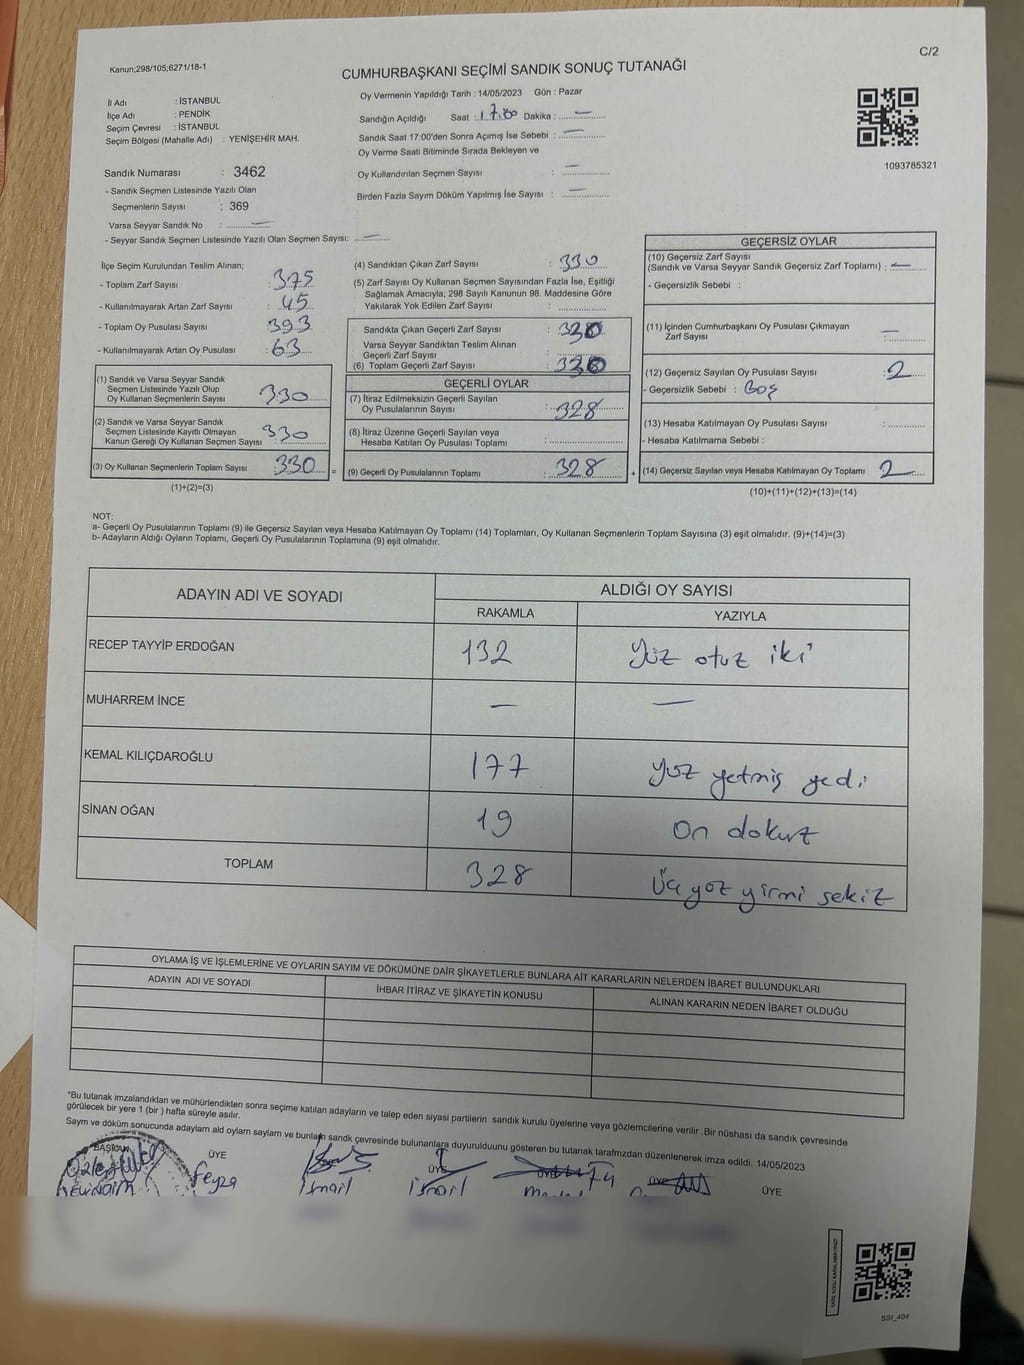 C/2
Kanun;298/105;6271/18-1
CUMHURBAŞKANI SEÇİMİ SANDIK SONUÇ TUTANAĞI
İl Adı : İSTANBUL
İlçe Adı : PENDİK
Seçim Çevresi : İSTANBUL
Seçim Bölgesi (Mahalle Adı) : YENİŞEHİR MAH.
Oy Vermenin Yapıldığı Tarih : 14/05/2023 Gün : Pazar
Sandığın Açıldığı Saat : 17.00 Dakika : —
Sandık Saat 17:00'den Sonra Açımış İse Sebebi : —
Oy Verme Saati Bitiminde Sırada Bekleyen ve
Oy Kullandırılan Seçmen Sayısı : —
Birden Fazla Sayım Döküm Yapılmış İse Sayısı : —
1093785321
Sandık Numarası : 3462
- Sandık Seçmen Listesinde Yazılı Olan
Seçmenlerin Sayısı : 369
Varsa Seyyar Sandık No : —
- Seyyar Sandık Seçmen Listesinde Yazılı Olan Seçmen Sayısı: —
İlçe Seçim Kurulundan Teslim Alınan;
- Toplam Zarf Sayısı : 375
- Kullanılmayarak Artan Zarf Sayısı : 45
- Toplam Oy Pusulası Sayısı : 393
- Kullanılmayarak Artan Oy Pusulası : 63
(1) Sandık ve Varsa Seyyar Sandık
Seçmen Listesinde Yazılı Olup
Oy Kullanan Seçmenlerin Sayısı : 330
(2) Sandık ve Varsa Seyyar Sandık
Seçmen Listesinde Kayıtlı Olmayan
Kanun Gereği Oy Kullanan Seçmen Sayısı : 330
(3) Oy Kullanan Seçmenlerin Toplam Sayısı 330 =
(1)+(2)=(3)
(4) Sandıktan Çıkan Zarf Sayısı : 330
(5) Zarf Sayısı Oy Kullanan Seçmen Sayısından Fazla İse, Eşitliği
Sağlamak Amacıyla; 298 Sayılı Kanunun 98. Maddesine Göre
Yakılarak Yok Edilen Zarf Sayısı :
Sandıkta Çıkan Geçerli Zarf Sayısı : 330
Varsa Seyyar Sandıktan Teslim Alınan
Geçerli Zarf Sayısı :
(6) Toplam Geçerli Zarf Sayısı : 330
GEÇERLİ OYLAR
(7) İtiraz Edilmeksizin Geçerli Sayılan
Oy Pusulalarının Sayısı : 328
(8) İtiraz Üzerine Geçerli Sayılan veya
Hesaba Katılan Oy Pusulası Toplamı :
(9) Geçerli Oy Pusulalarının Toplamı : 328 +
GEÇERSİZ OYLAR
(10) Geçersiz Zarf Sayısı
(Sandık ve Varsa Seyyar Sandık Geçersiz Zarf Toplamı) : —
- Geçersizlik Sebebi :
(11) İçinden Cumhurbaşkanı Oy Pusulası Çıkmayan
Zarf Sayısı : —
(12) Geçersiz Sayılan Oy Pusulası Sayısı : 2
- Geçersizlik Sebebi : Boş
(13) Hesaba Katılmayan Oy Pusulası Sayısı :
- Hesaba Katılmama Sebebi :
(14) Geçersiz Sayılan veya Hesaba Katılmayan Oy Toplamı 2
(10)+(11)+(12)+(13)=(14)
NOT:
a- Geçerli Oy Pusulalarının Toplamı (9) ile Geçersiz Sayılan veya Hesaba Katılmayan Oy Toplamı (14) Toplamları, Oy Kullanan Seçmenlerin Toplam Sayısına (3) eşit olmalıdır. (9)+(14)=(3)
b- Adayların Aldığı Oyların Toplamı, Geçerli Oy Pusulalarının Toplamına (9) eşit olmalıdır.
ADAYIN ADI VE SOYADI ALDIĞI OY SAYISI
RAKAMLA YAZIYLA
RECEP TAYYİP ERDOĞAN 132 Yüz otuz iki
MUHARREM İNCE — —
KEMAL KILIÇDAROĞLU 177 yüz yetmiş yedi
SİNAN OĞAN 19 On dokuz
TOPLAM 328 Üç yüz yirmi sekiz
OYLAMA İŞ VE İŞLEMLERİNE VE OYLARIN SAYIM VE DÖKÜMÜNE DAİR ŞİKAYETLERLE BUNLARA AİT KARARLARIN NELERDEN İBARET BULUNDUKLARI
ADAYIN ADI VE SOYADI İHBAR İTİRAZ VE ŞİKAYETİN KONUSU ALINAN KARARIN NEDEN İBARET OLDUĞU
*Bu tutanak imzalandıktan ve mühürlendikten sonra seçime katılan adayların ve talep eden siyasi partilerin sandık kurulu üyelerine veya gözlemcilerine verilir .Bir nüshası da sandık çevresinde
görülecek bir yere 1 (bir ) hafta süreyle asılır.
Sayım ve döküm sonucunda adayların aldı oyların sayları ve bunların sandık çevresinde bulunanlara duyurulduunu gösteren bu tutanak tarafmzdan düzenlenerek imza edildi. 14/05/2023
BAŞKAN ÜYE ÜYE ÜYE ÜYE ÜYE
Feyza İsmail İsmail
SSI_404